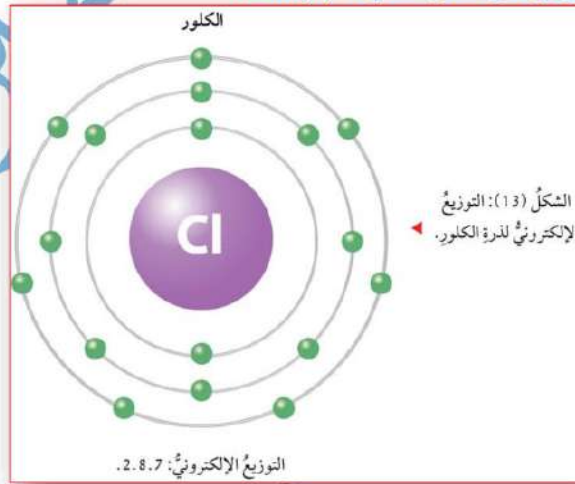 الكلور
Cl
الشكلُ (13): التوزيعُ
الإلكترونيُّ لذرةِ الكلورِ.
التوزيعُ الإلكترونيُّ: 2.8.7.